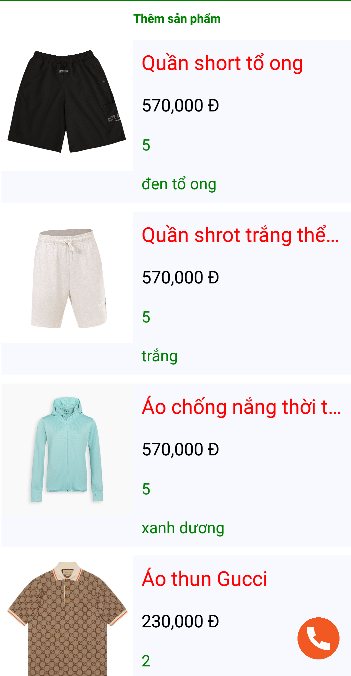 Thêm sản phẩm
Quần short tổ ong
570,000 Đ
5
đen tổ ong
Quần shrot trắng thể...
570,000 Đ
5
trắng
Áo chống nắng thời t...
570,000 Đ
5
xanh dương
Áo thun Gucci
230,000 Đ
2